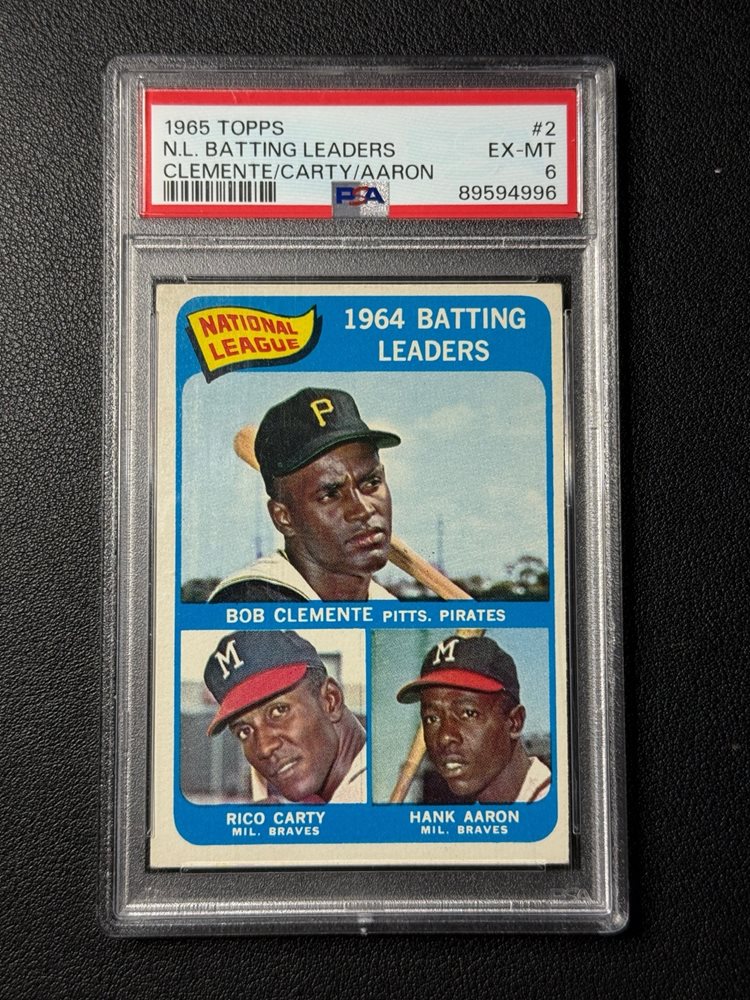 1965 TOPPS #2
N.L. BATTING LEADERS EX-MT
CLEMENTE/CARTY/AARON 6
PSA 89594996
NATIONAL
LEAGUE
1964 BATTING
LEADERS
P
BOB CLEMENTE PITTS. PIRATES
M
M
RICO CARTY
MIL. BRAVES
HANK AARON
MIL. BRAVES
PSA